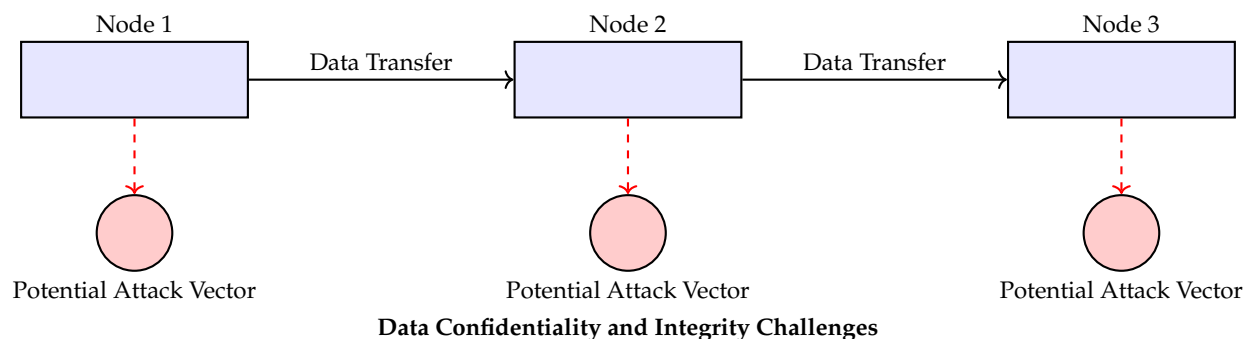 Node 1
Node 2
Node 3
Data Transfer
Data Transfer
Potential Attack Vector
Potential Attack Vector
Potential Attack Vector
Data Confidentiality and Integrity Challenges